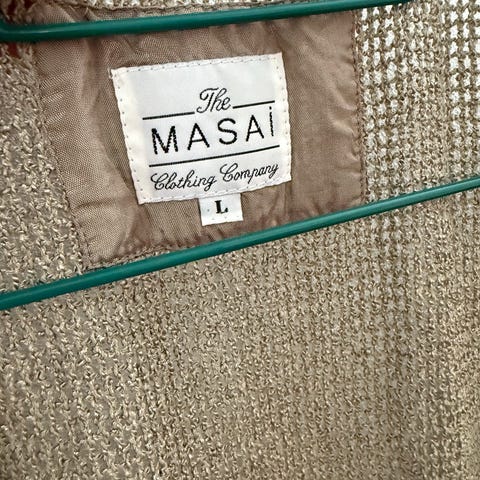 The
MASAi
Clothing Company
L